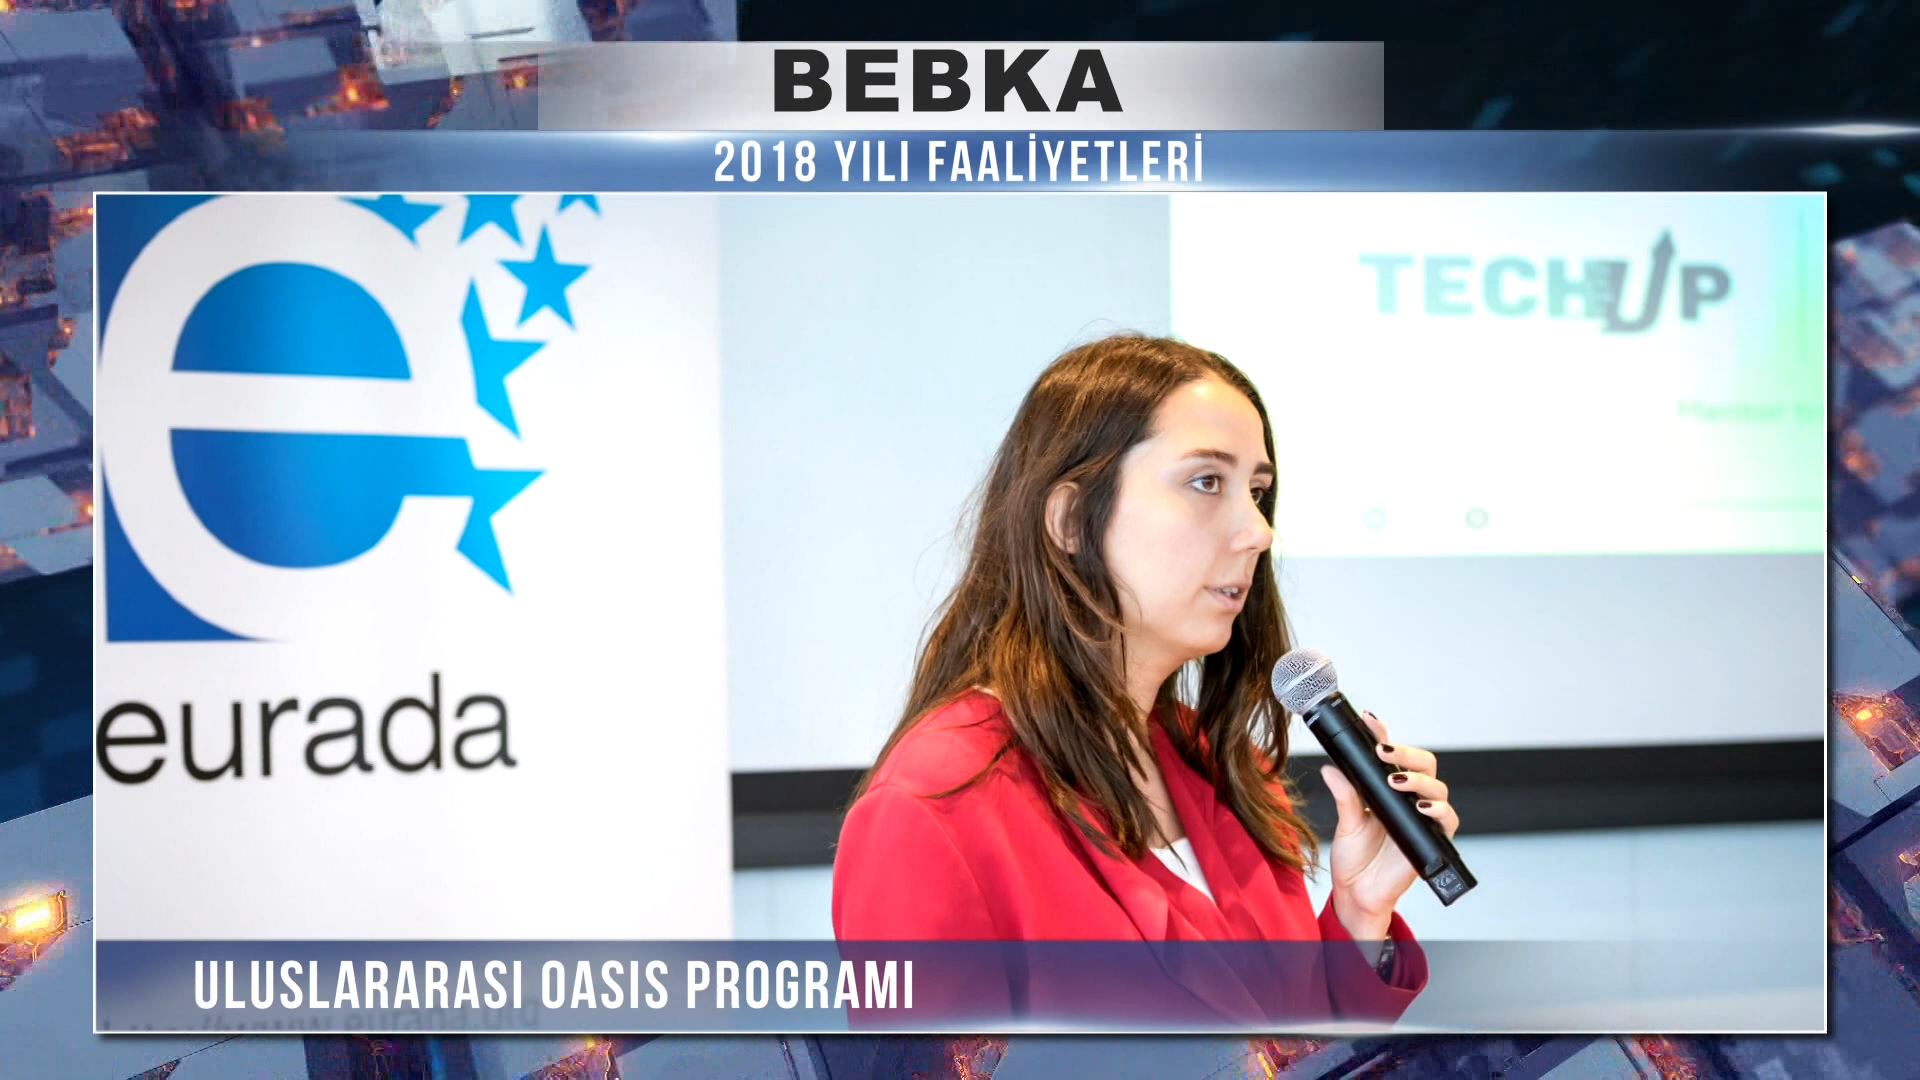 BEBKA
2018 YILI FAALİYETLERİ
TECHUP
eurada
ULUSLARARASI OASIS PROGRAMI